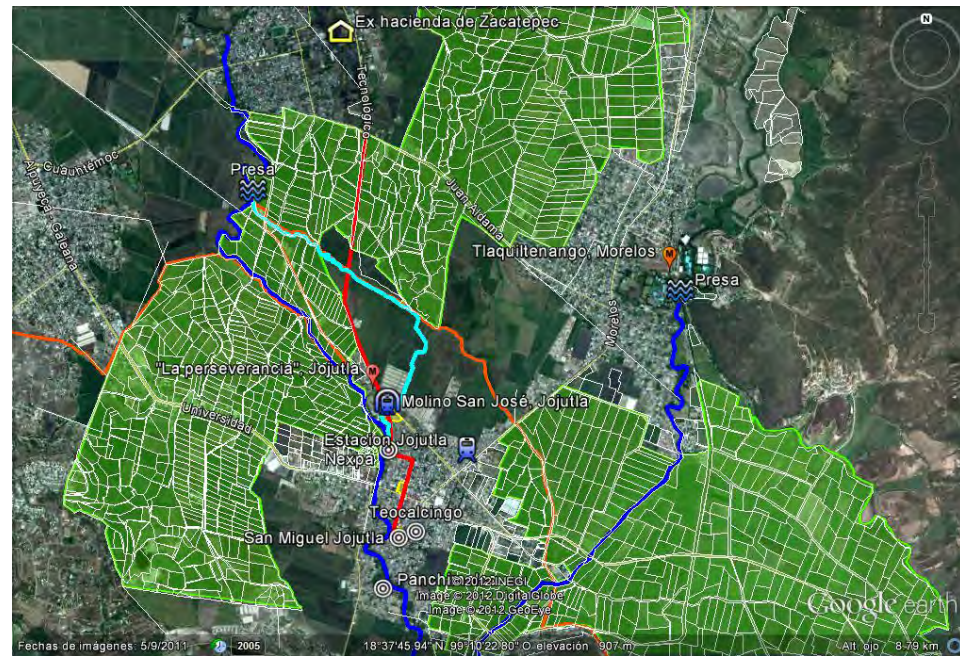 N
Ex hacienda de Zacatepec
Tecnológico
Cuauhtémoc
Alpuyeca Galeana
Presa
Juan Aldama
Tlaquiltenango, Morelos
Presa
Morelos
"La perseverancia", Jojutla
Molino San José, Jojutla
Universidad
Estación Jojutla
Nexpa
Teocalcingo
San Miguel Jojutla
© 2012 INEGI
Image © 2012 DigitalGlobe
Image © 2012 GeoEye
Google earth
Fechas de imágenes: 5/9/2011
2005
18°37'45.94" N, 99°10'22.80" O elevación 907 m
Alt. ojo 8.79 km